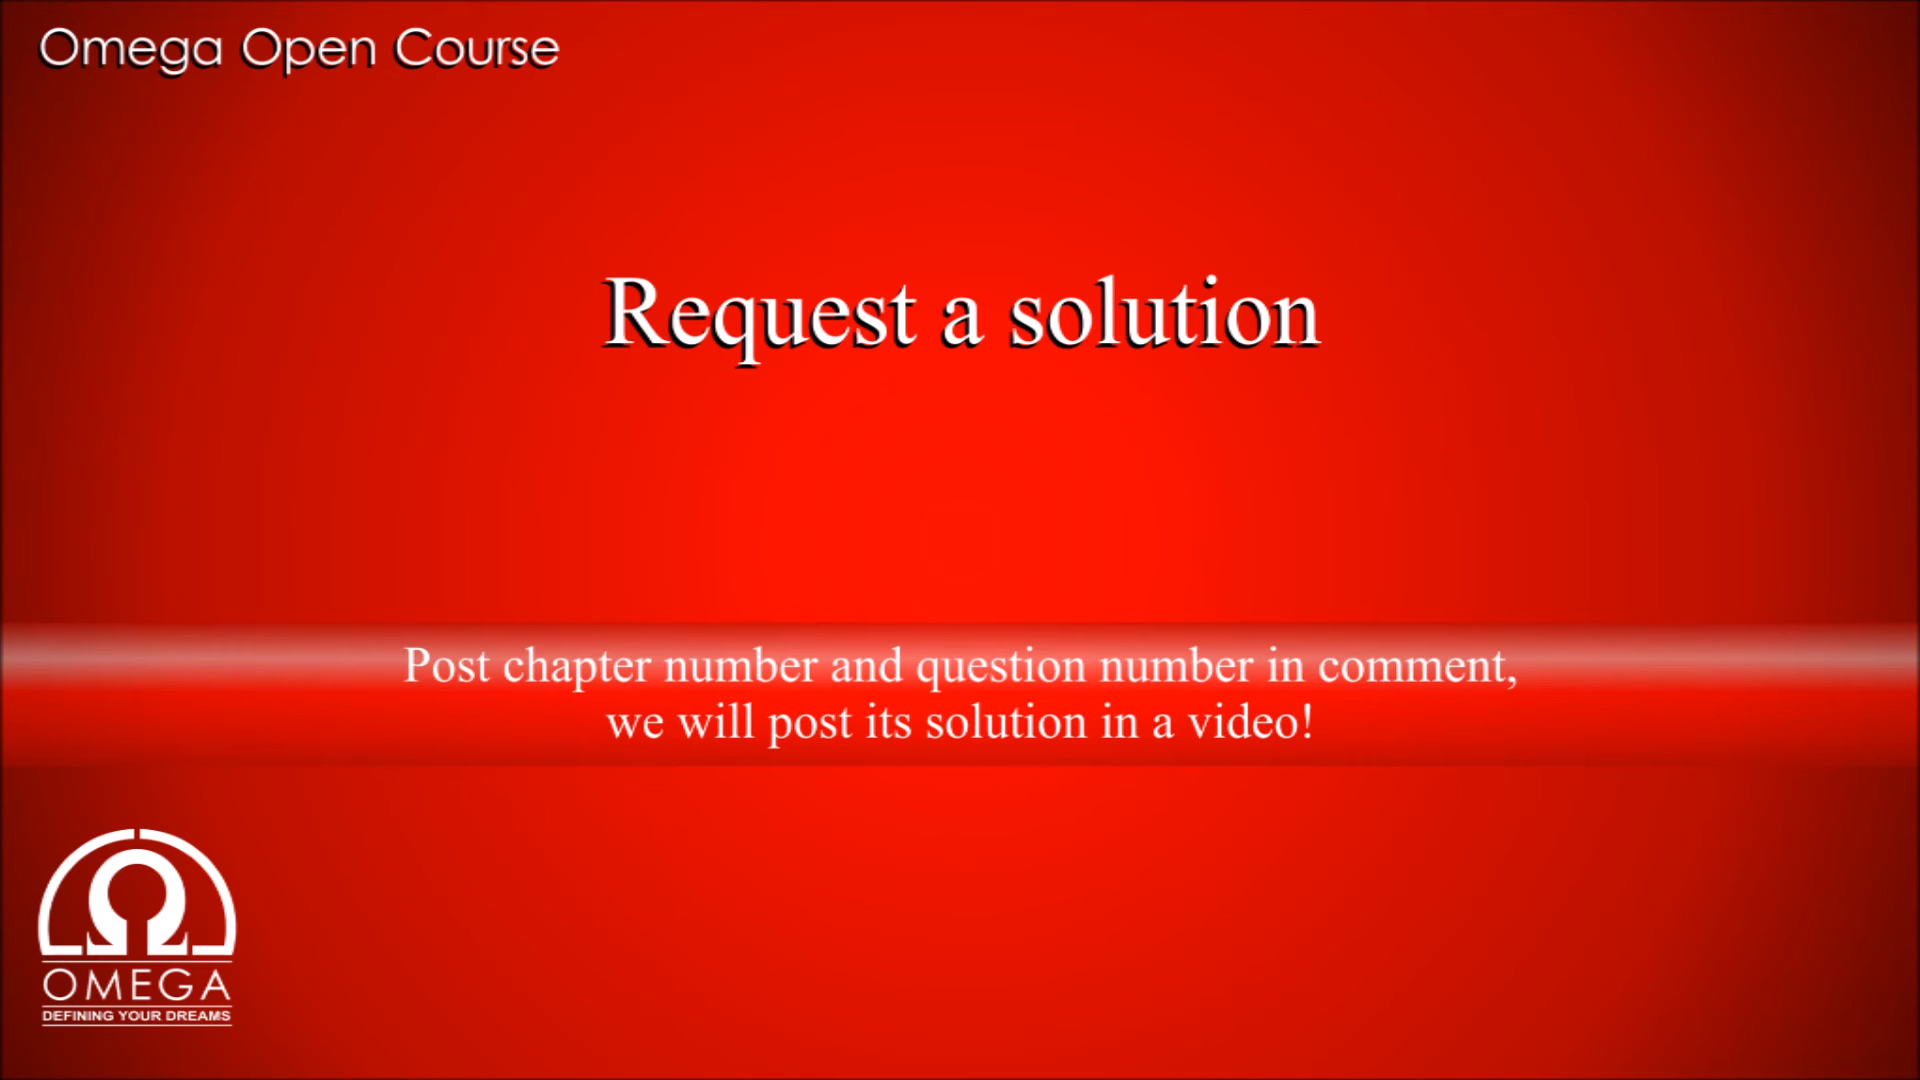 Omega Open Course
Request a solution
Post chapter number and question number in comment,
we will post its solution in a video!
OMEGA
DEFINING YOUR DREAMS